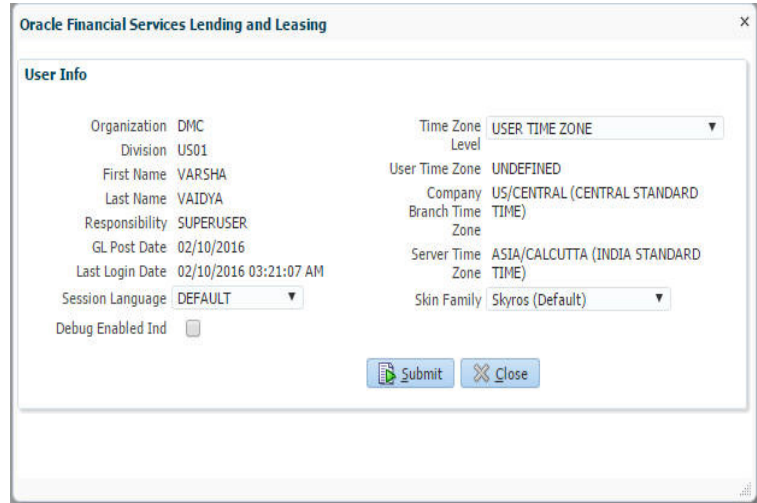 Oracle Financial Services Lending and Leasing
User Info
Organization DMC
Division US01
First Name VARSHA
Last Name VAIDYA
Responsibility SUPERUSER
GL Post Date 02/10/2016
Last Login Date 02/10/2016 03:21:07 AM
Session Language DEFAULT
Debug Enabled Ind
Time Zone USER TIME ZONE
Level
User Time Zone UNDEFINED
Company US/CENTRAL (CENTRAL STANDARD
Branch Time TIME)
Zone
Server Time ASIA/CALCUTTA (INDIA STANDARD
Zone TIME)
Skin Family Skyros (Default)
Submit Close